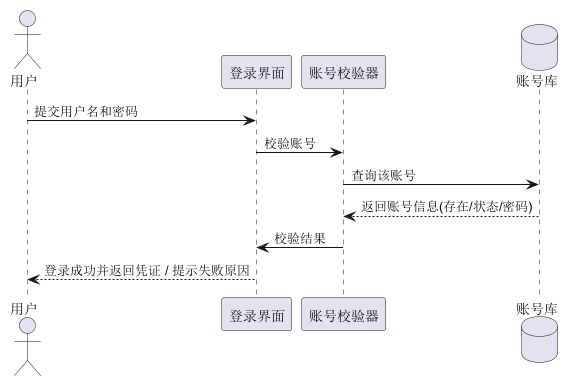 用户
登录界面
账号校验器
账号库
提交用户名和密码
校验账号
查询该账号
返回账号信息(存在/状态/密码)
校验结果
登录成功并返回凭证 / 提示失败原因
用户
登录界面
账号校验器
账号库